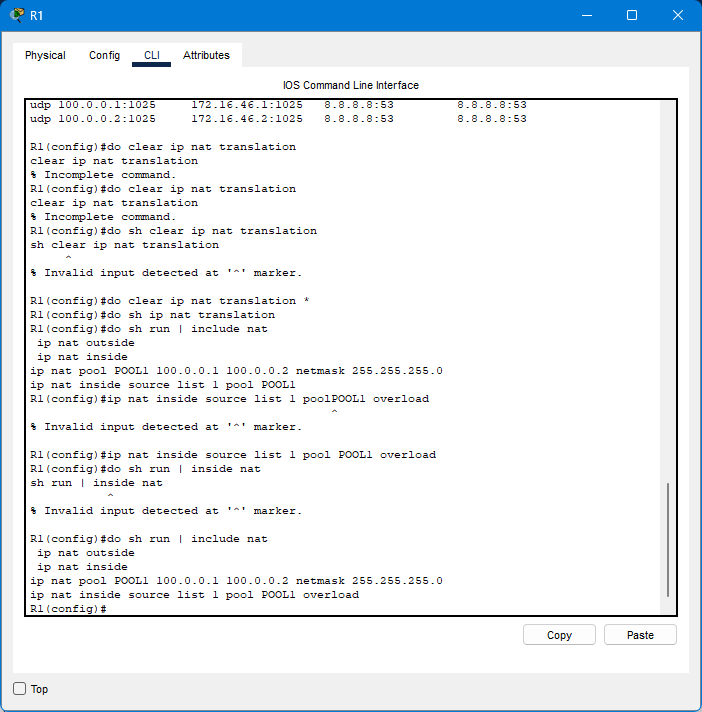 R1
Physical Config CLI Attributes
IOS Command Line Interface
udp 100.0.0.1:1025 172.16.46.1:1025 8.8.8.8:53 8.8.8.8:53
udp 100.0.0.2:1025 172.16.46.2:1025 8.8.8.8:53 8.8.8.8:53
R1(config)#do clear ip nat translation
clear ip nat translation
% Incomplete command.
R1(config)#do clear ip nat translation
clear ip nat translation
% Incomplete command.
R1(config)#do sh clear ip nat translation
sh clear ip nat translation
^
% Invalid input detected at '^' marker.
R1(config)#do clear ip nat translation *
R1(config)#do sh ip nat translation
R1(config)#do sh run | include nat
ip nat outside
ip nat inside
ip nat pool POOL1 100.0.0.1 100.0.0.2 netmask 255.255.255.0
ip nat inside source list 1 pool POOL1
R1(config)#ip nat inside source list 1 poolPOOL1 overload
^
% Invalid input detected at '^' marker.
R1(config)#ip nat inside source list 1 pool POOL1 overload
R1(config)#do sh run | inside nat
sh run | inside nat
^
% Invalid input detected at '^' marker.
R1(config)#do sh run | include nat
ip nat outside
ip nat inside
ip nat pool POOL1 100.0.0.1 100.0.0.2 netmask 255.255.255.0
ip nat inside source list 1 pool POOL1 overload
R1(config)#
Copy Paste
Top